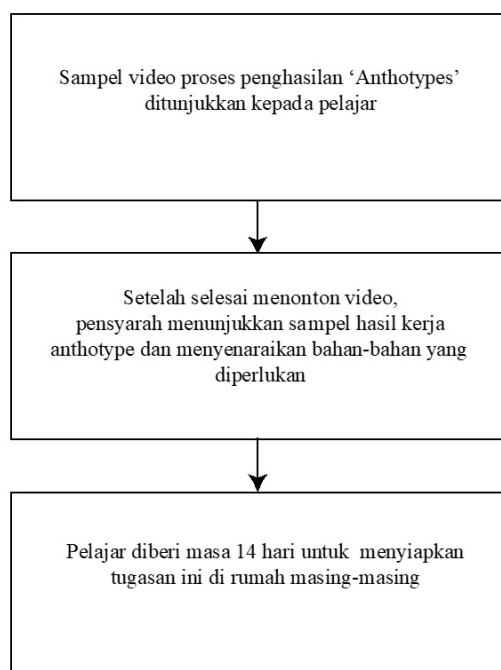 Sampel video proses penghasilan ‘Anthotypes’
ditunjukkan kepada pelajar
Setelah selesai menonton video,
pensyarah menunjukkan sampel hasil kerja
anthotype dan menyenaraikan bahan-bahan yang
diperlukan
Pelajar diberi masa 14 hari untuk menyiapkan
tugasan ini di rumah masing-masing